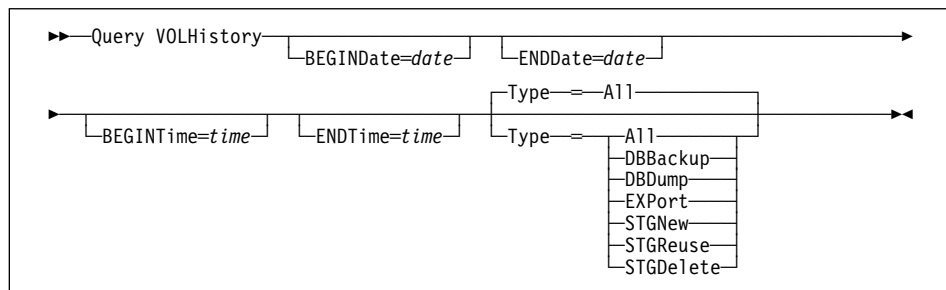 Query VOLHistory
BEGINDate=date ENDDate=date
Type = All
BEGINTime=time ENDTime=time Type = All
DBBackup
DBDump
EXPort
STGNew
STGReuse
STGDelete